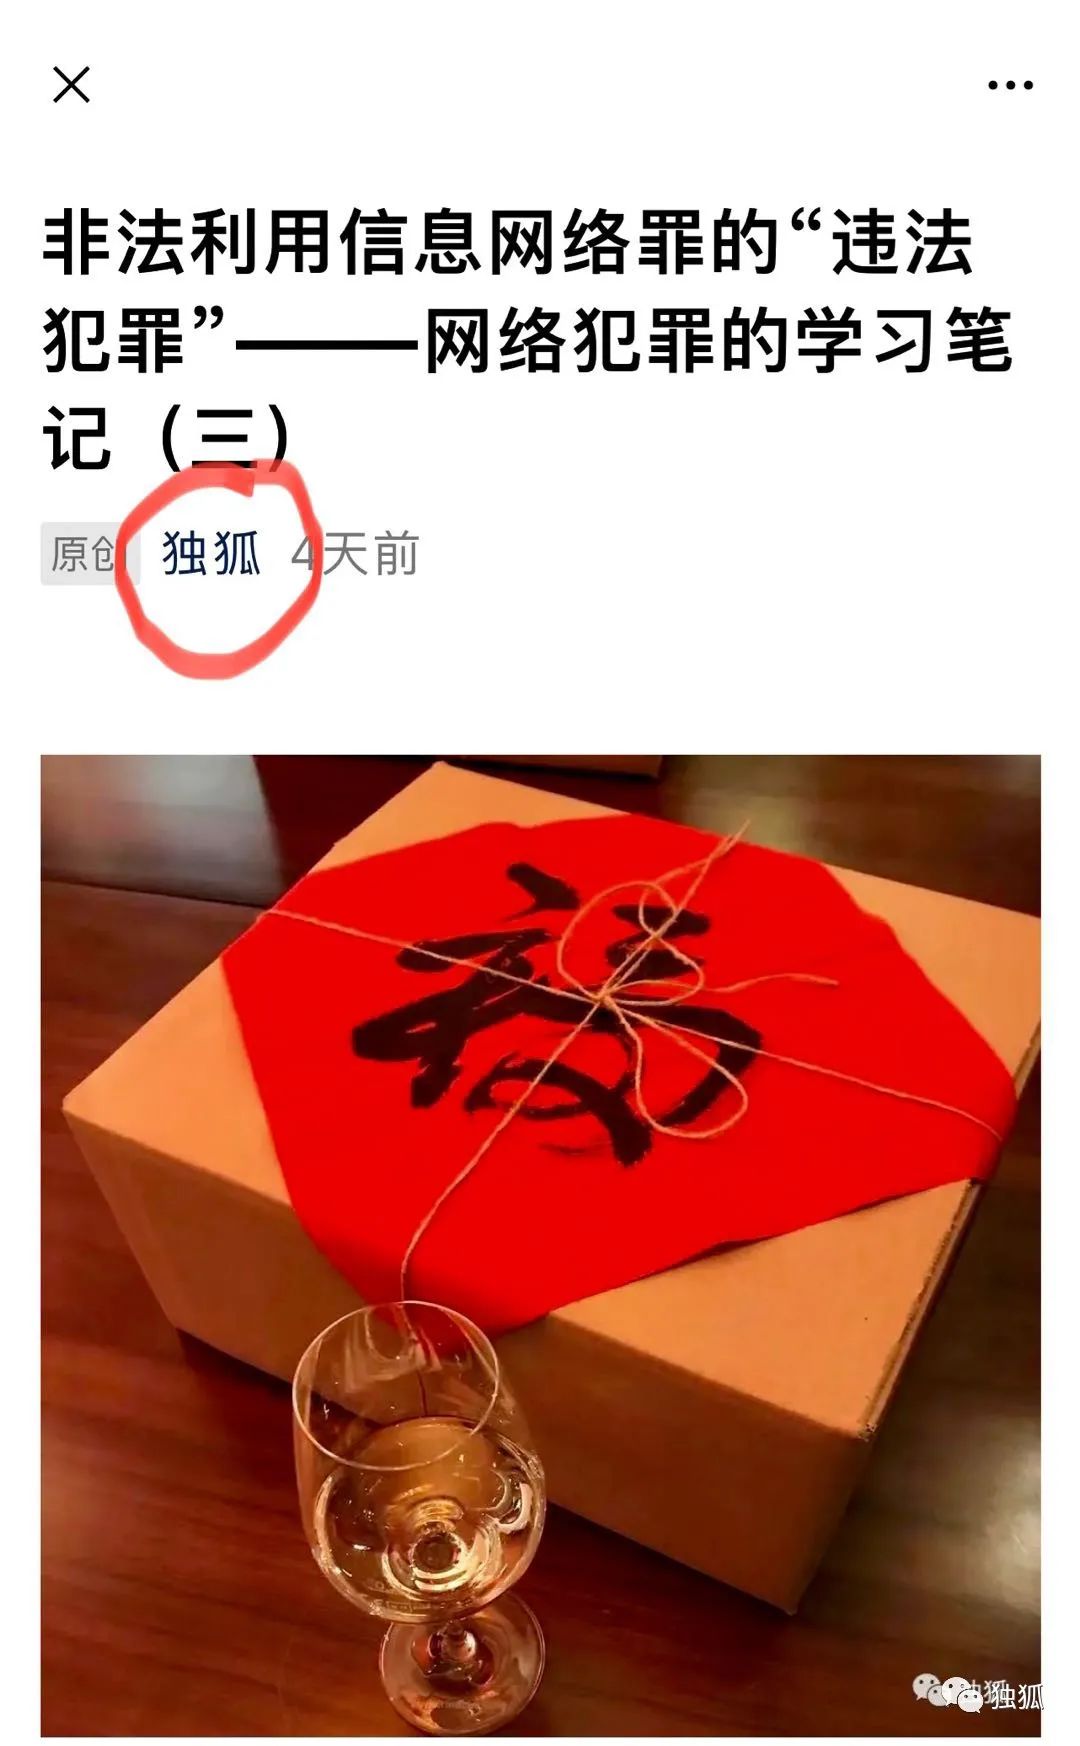 非法利用信息网络罪的“违法
犯罪”——网络犯罪的学习笔
记（三）
原创 独狐 4天前
福
独狐